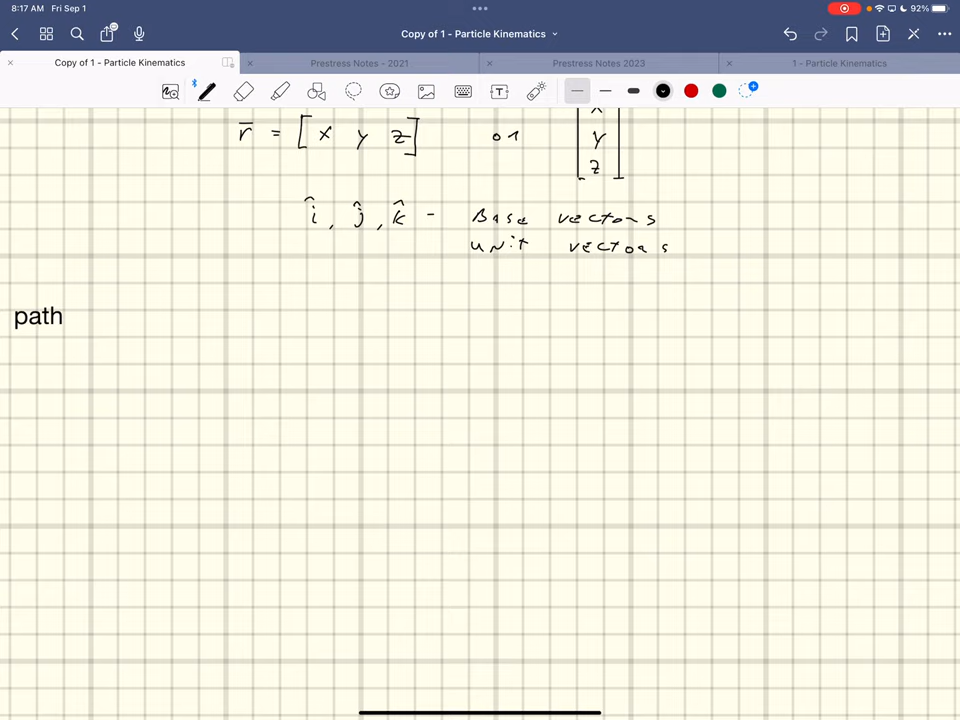 8:17 AM Fri Sep 1
92%
Copy of 1 - Particle Kinematics
Copy of 1 - Particle Kinematics
Prestress Notes - 2021
Prestress Notes 2023
1 - Particle Kinematics
r̅ = [ x y z ] or [ x
y
z ]
î, ĵ, k̂ - Base vectors
unit vectors
path